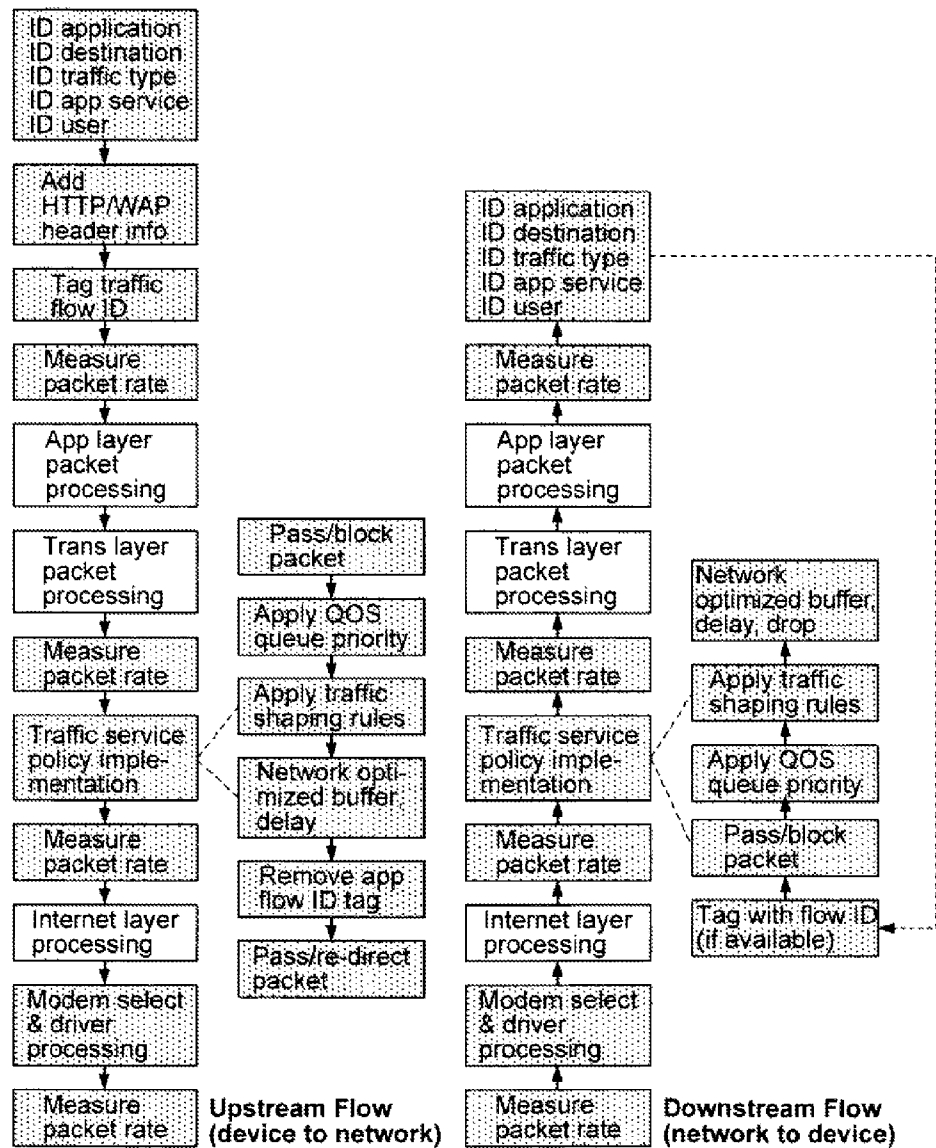 ID application
ID destination
ID traffic type
ID app service
ID user
Add
HTTP/WAP
header info
Tag traffic
flow ID
Measure
packet rate
App layer
packet
processing
Trans layer
packet
processing
Measure
packet rate
Traffic service
policy imple-
mentation
Measure
packet rate
Internet layer
processing
Modem select
& driver
processing
Measure
packet rate
Pass/block
packet
Apply QOS
queue priority
Apply traffic
shaping rules
Network opti-
mized buffer,
delay
Remove app
flow ID tag
Pass/re-direct
packet
Upstream Flow
(device to network)
ID application
ID destination
ID traffic type
ID app service
ID user
Measure
packet rate
App layer
packet
processing
Trans layer
packet
processing
Measure
packet rate
Traffic service
policy imple-
mentation
Measure
packet rate
Internet layer
processing
Modem select
& driver
processing
Measure
packet rate
Network
optimized buffer,
delay, drop
Apply traffic
shaping rules
Apply QOS
queue priority
Pass/block
packet
Tag with flow ID
(if available)
Downstream Flow
(network to device)